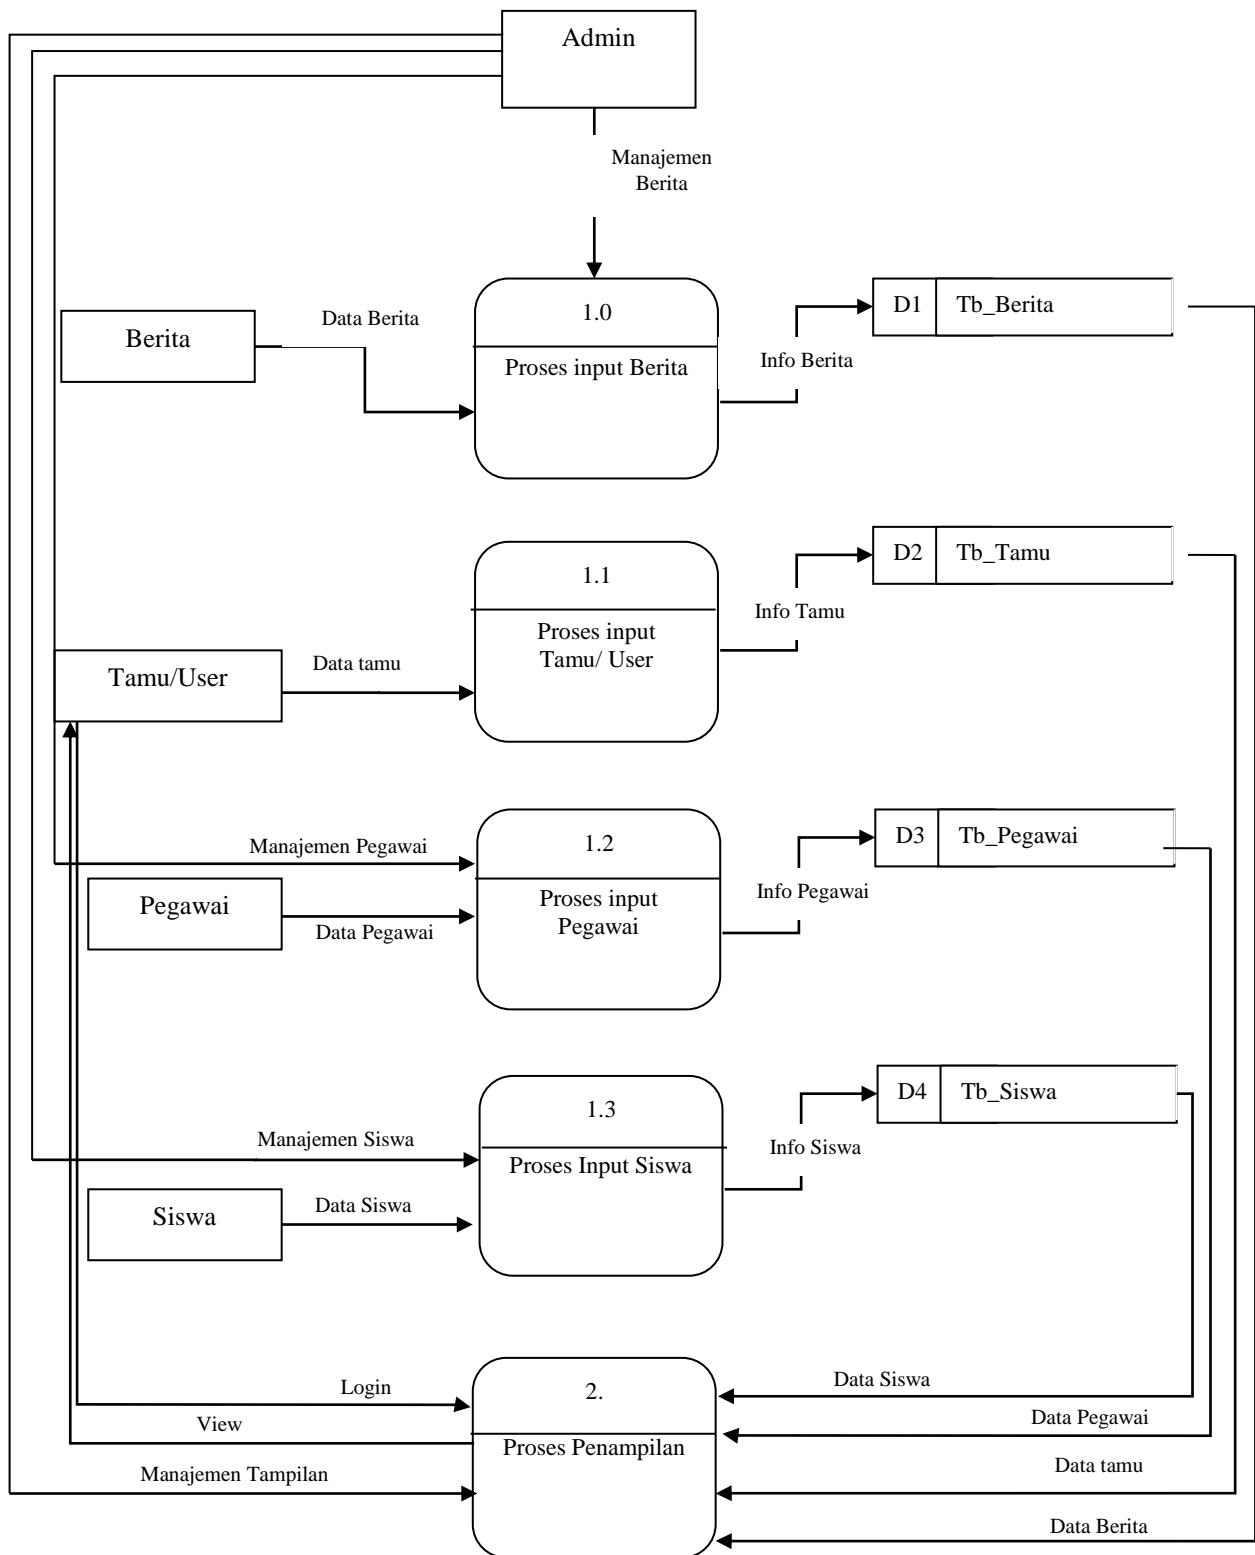 Admin
Manajemen
Berita
Berita
Data Berita
1.0
Proses input Berita
Info Berita
D1
Tb_Berita
Tamu/User
Data tamu
1.1
Proses input
Tamu/ User
Info Tamu
D2
Tb_Tamu
Manajemen Pegawai
Pegawai
Data Pegawai
1.2
Proses input
Pegawai
Info Pegawai
D3
Tb_Pegawai
Manajemen Siswa
Siswa
Data Siswa
1.3
Proses Input Siswa
Info Siswa
D4
Tb_Siswa
Login
View
Manajemen Tampilan
2.
Proses Penampilan
Data Siswa
Data Pegawai
Data tamu
Data Berita